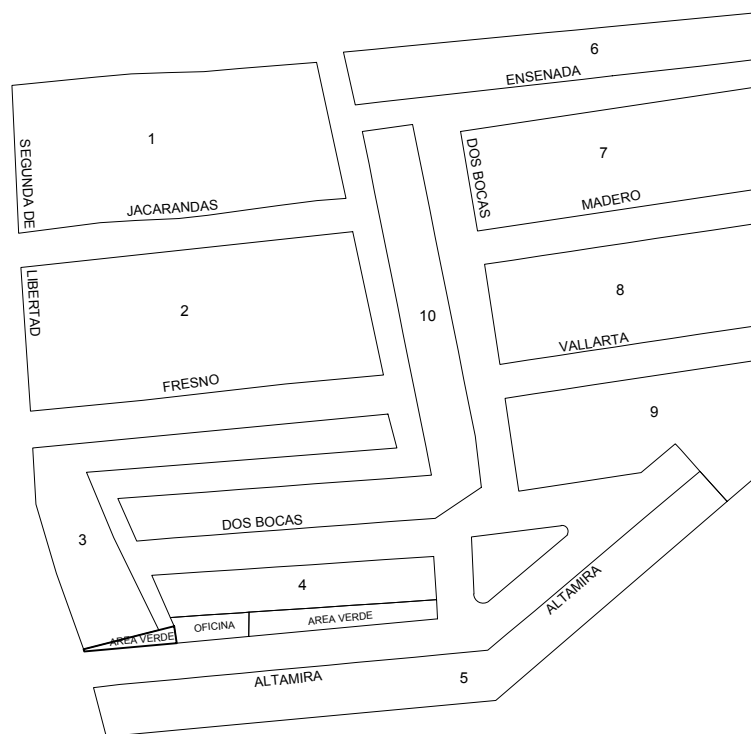 6
ENSENADA
1
SEGUNDA DE
JACARANDAS
DOS BOCAS
7
MADERO
LIBERTAD
2
FRESNO
10
8
VALLARTA
9
3
DOS BOCAS
4
OFICINA
AREA VERDE
AREA VERDE
ALTAMIRA
ALTAMIRA
5